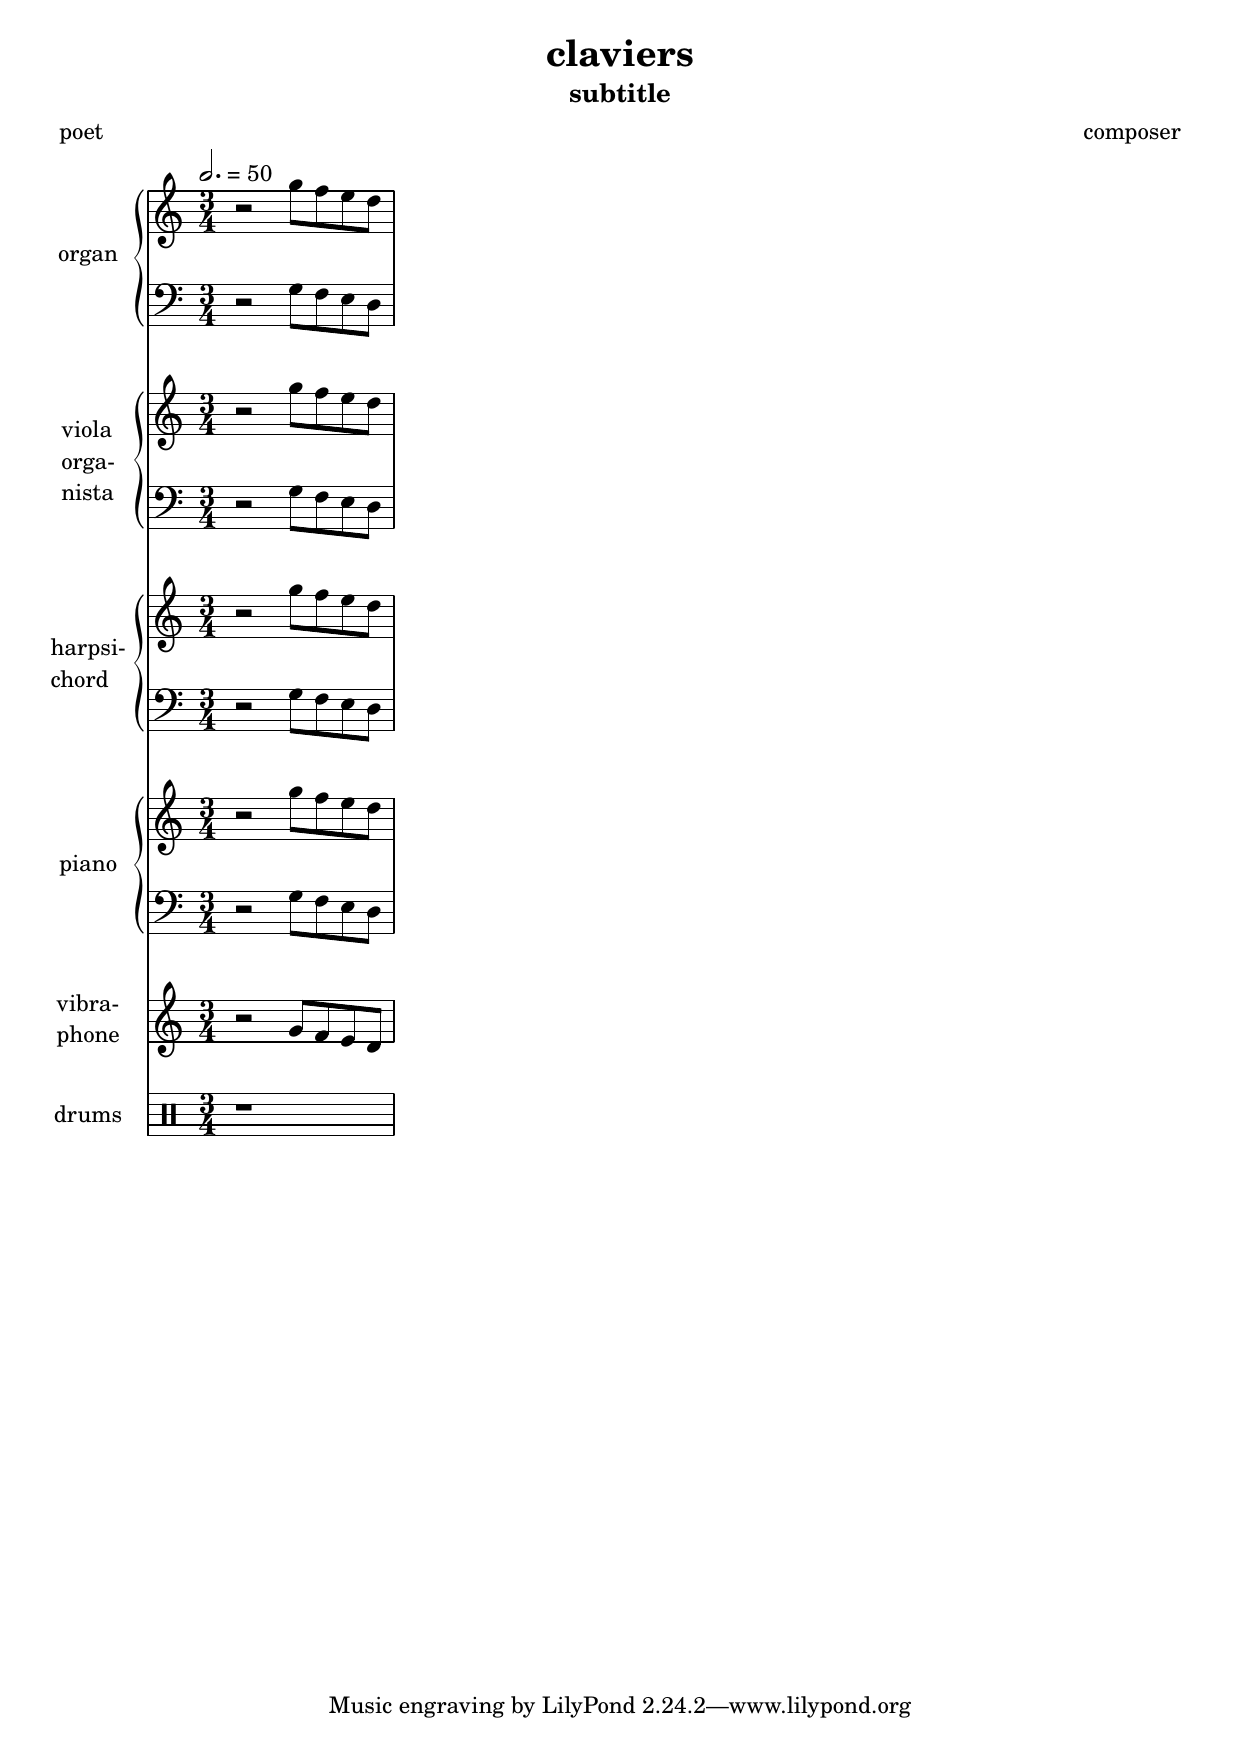 claviers
subtitle
poet composer
= 50
organ
viola
orga-
nista
harpsi-
chord
piano
vibra-
phone
drums
Music engraving by LilyPond 2.24.2—www.lilypond.org